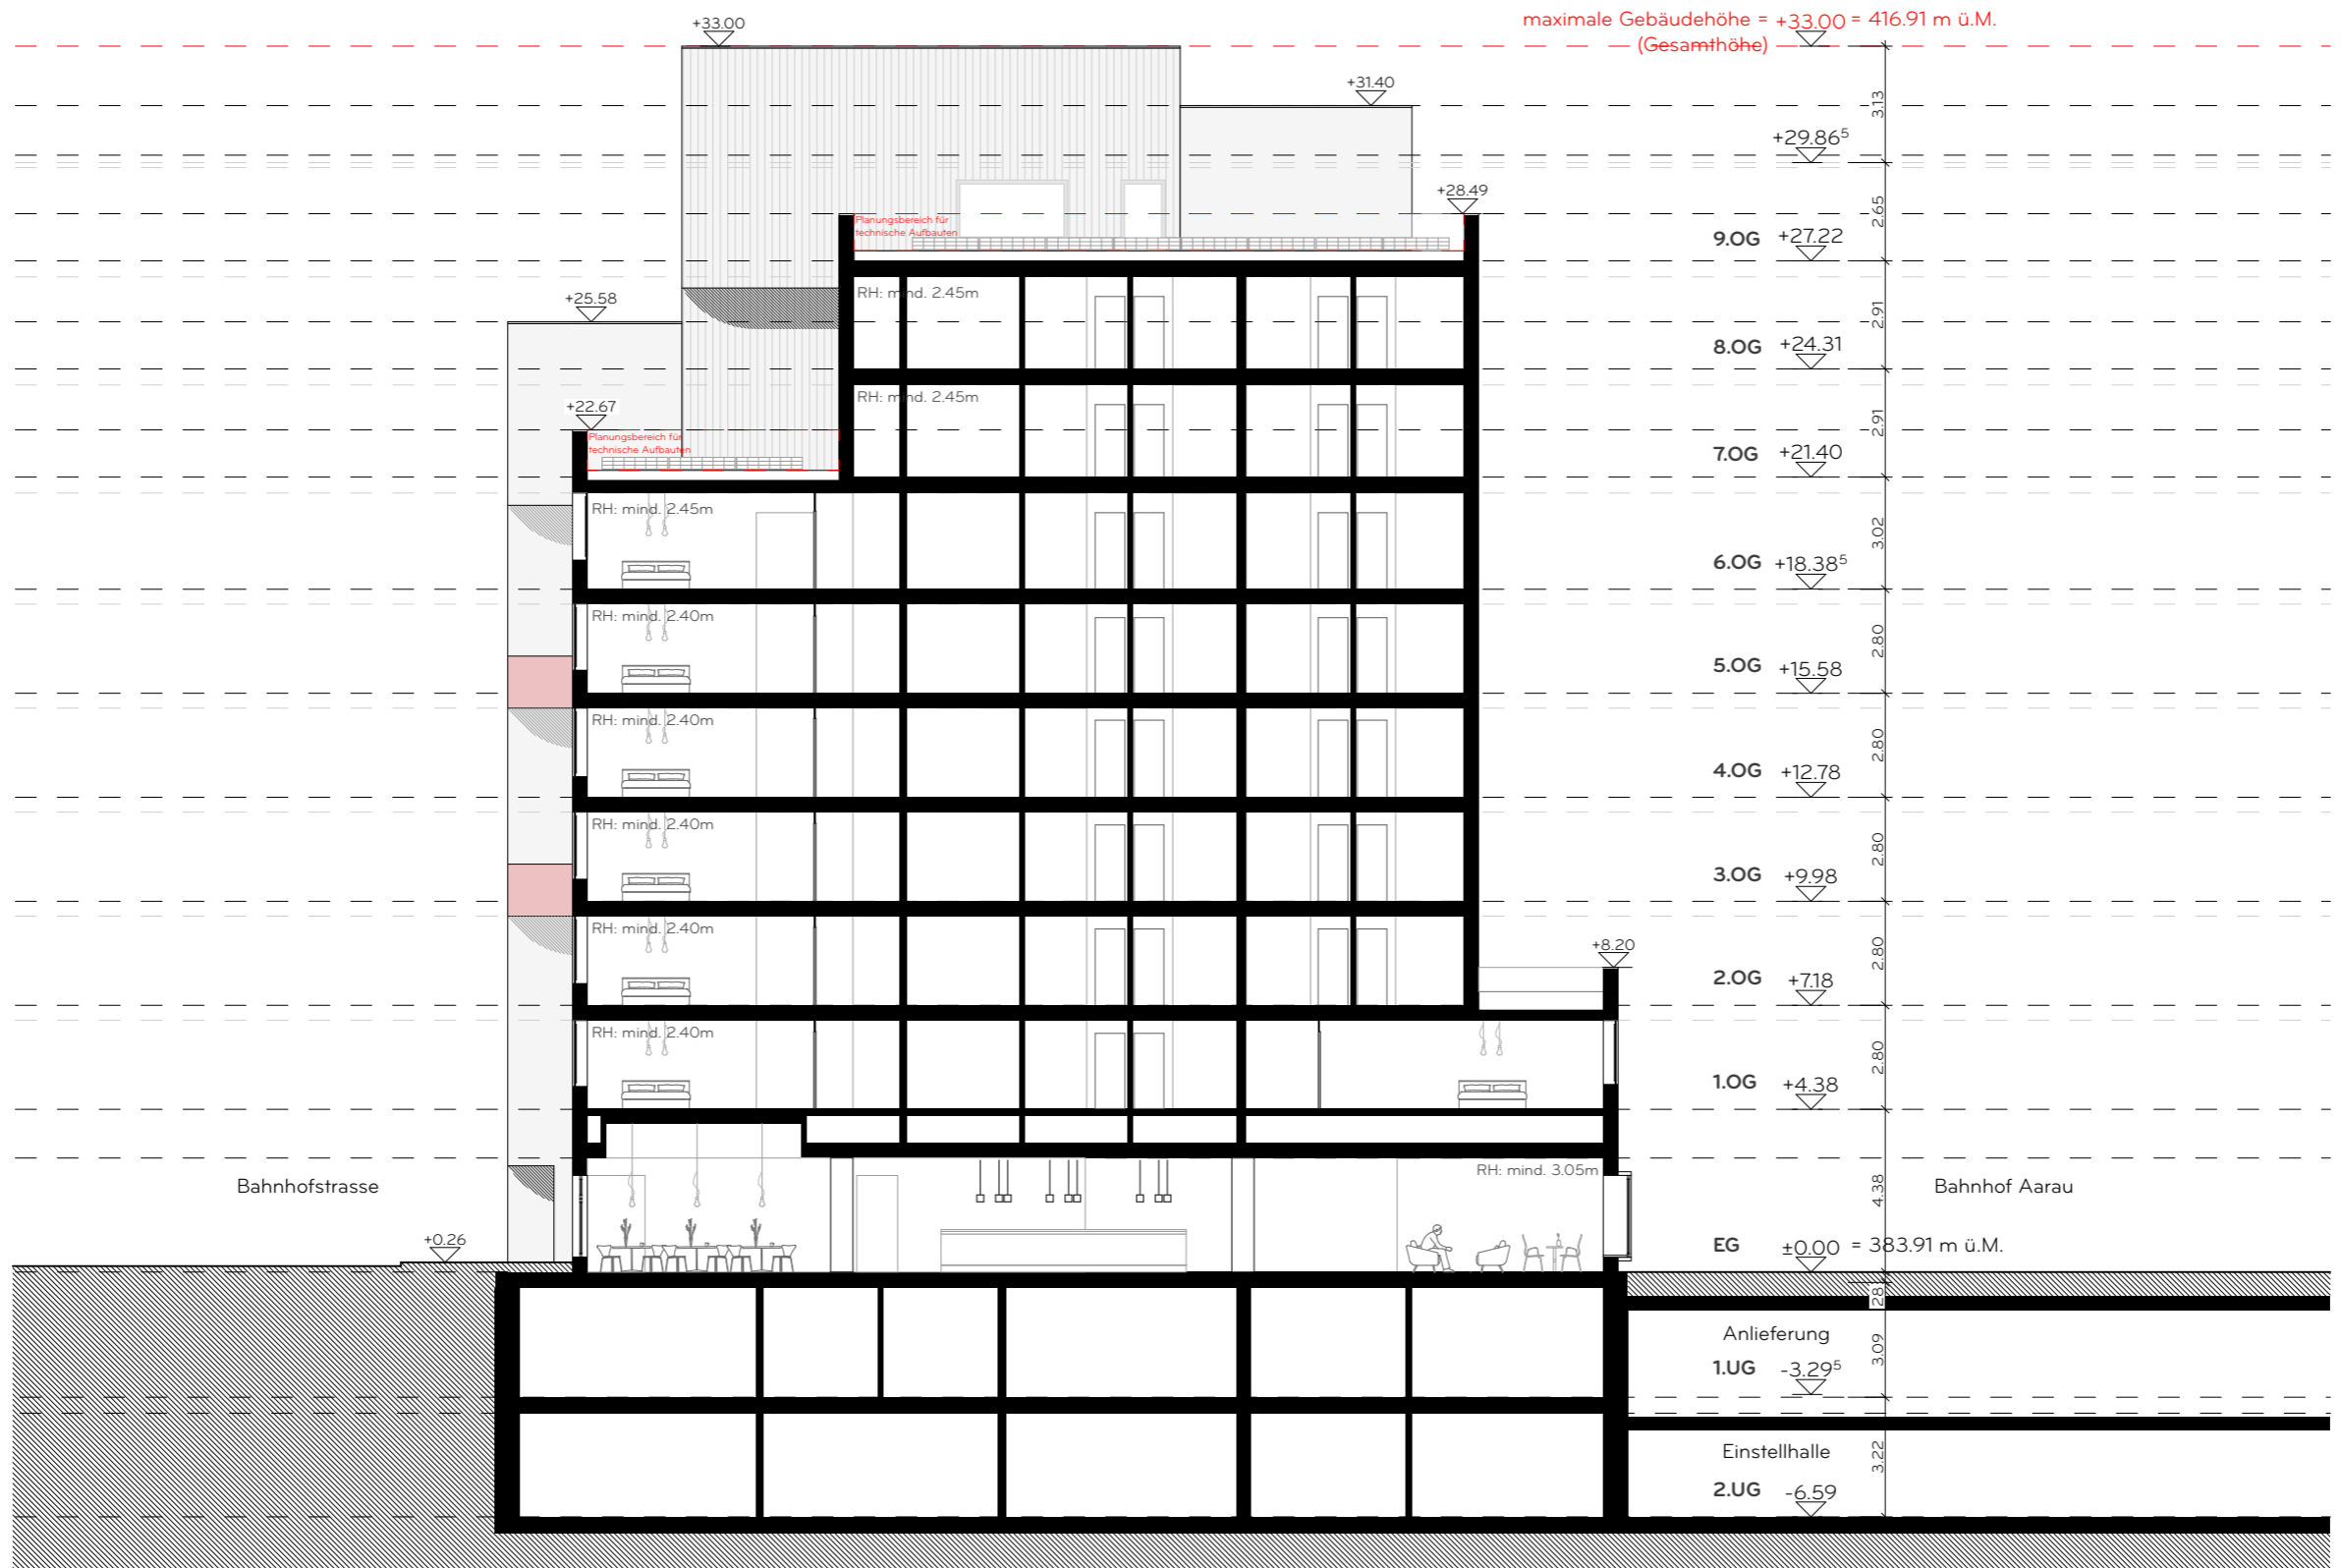 maximale Gebäudehöhe = +33.00 = 416.91 m ü.M.
(Gesamthöhe)
+33.00
+31.40
3.13
+29.86⁵
+28.49
2.65
Planungsbereich für
technische Aufbauten
9.OG +27.22
RH: mind. 2.45m
+25.58
2.91
8.OG +24.31
RH: mind. 2.45m
+22.67
2.91
Planungsbereich für
technische Aufbauten
7.OG +21.40
RH: mind. 2.45m
3.02
6.OG +18.38⁵
RH: mind. 2.40m
2.80
5.OG +15.58
RH: mind. 2.40m
2.80
4.OG +12.78
RH: mind. 2.40m
2.80
3.OG +9.98
RH: mind. 2.40m
+8.20
2.80
2.OG +7.18
RH: mind. 2.40m
2.80
1.OG +4.38
RH: mind. 3.05m
Bahnhofstrasse
4.38
Bahnhof Aarau
+0.26
EG ±0.00 = 383.91 m ü.M.
28
Anlieferung
3.09
1.UG -3.29⁵
Einstellhalle
3.22
2.UG -6.59